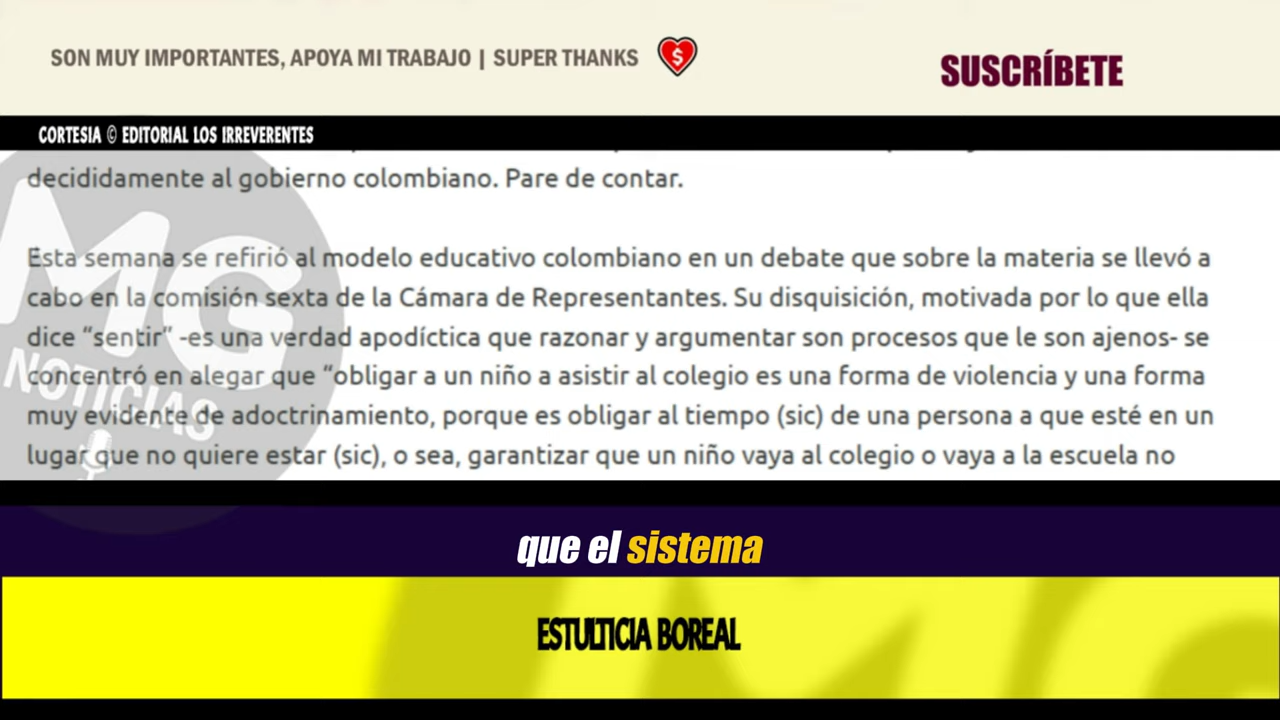 SON MUY IMPORTANTES, APOYA MI TRABAJO | SUPER THANKS
SUSCRÍBETE
CORTESIA © EDITORIAL LOS IRREVERENTES
decididamente al gobierno colombiano. Pare de contar.
Esta semana se refirió al modelo educativo colombiano en un debate que sobre la materia se llevó a
cabo en la comisión sexta de la Cámara de Representantes. Su disquisición, motivada por lo que ella
dice “sentir” -es una verdad apodíctica que razonar y argumentar son procesos que le son ajenos- se
concentró en alegar que “obligar a un niño a asistir al colegio es una forma de violencia y una forma
muy evidente de adoctrinamiento, porque es obligar al tiempo (sic) de una persona a que esté en un
lugar que no quiere estar (sic), o sea, garantizar que un niño vaya al colegio o vaya a la escuela no
MG
NOTICIAS
que el sistema
ESTULTICIA BOREAL